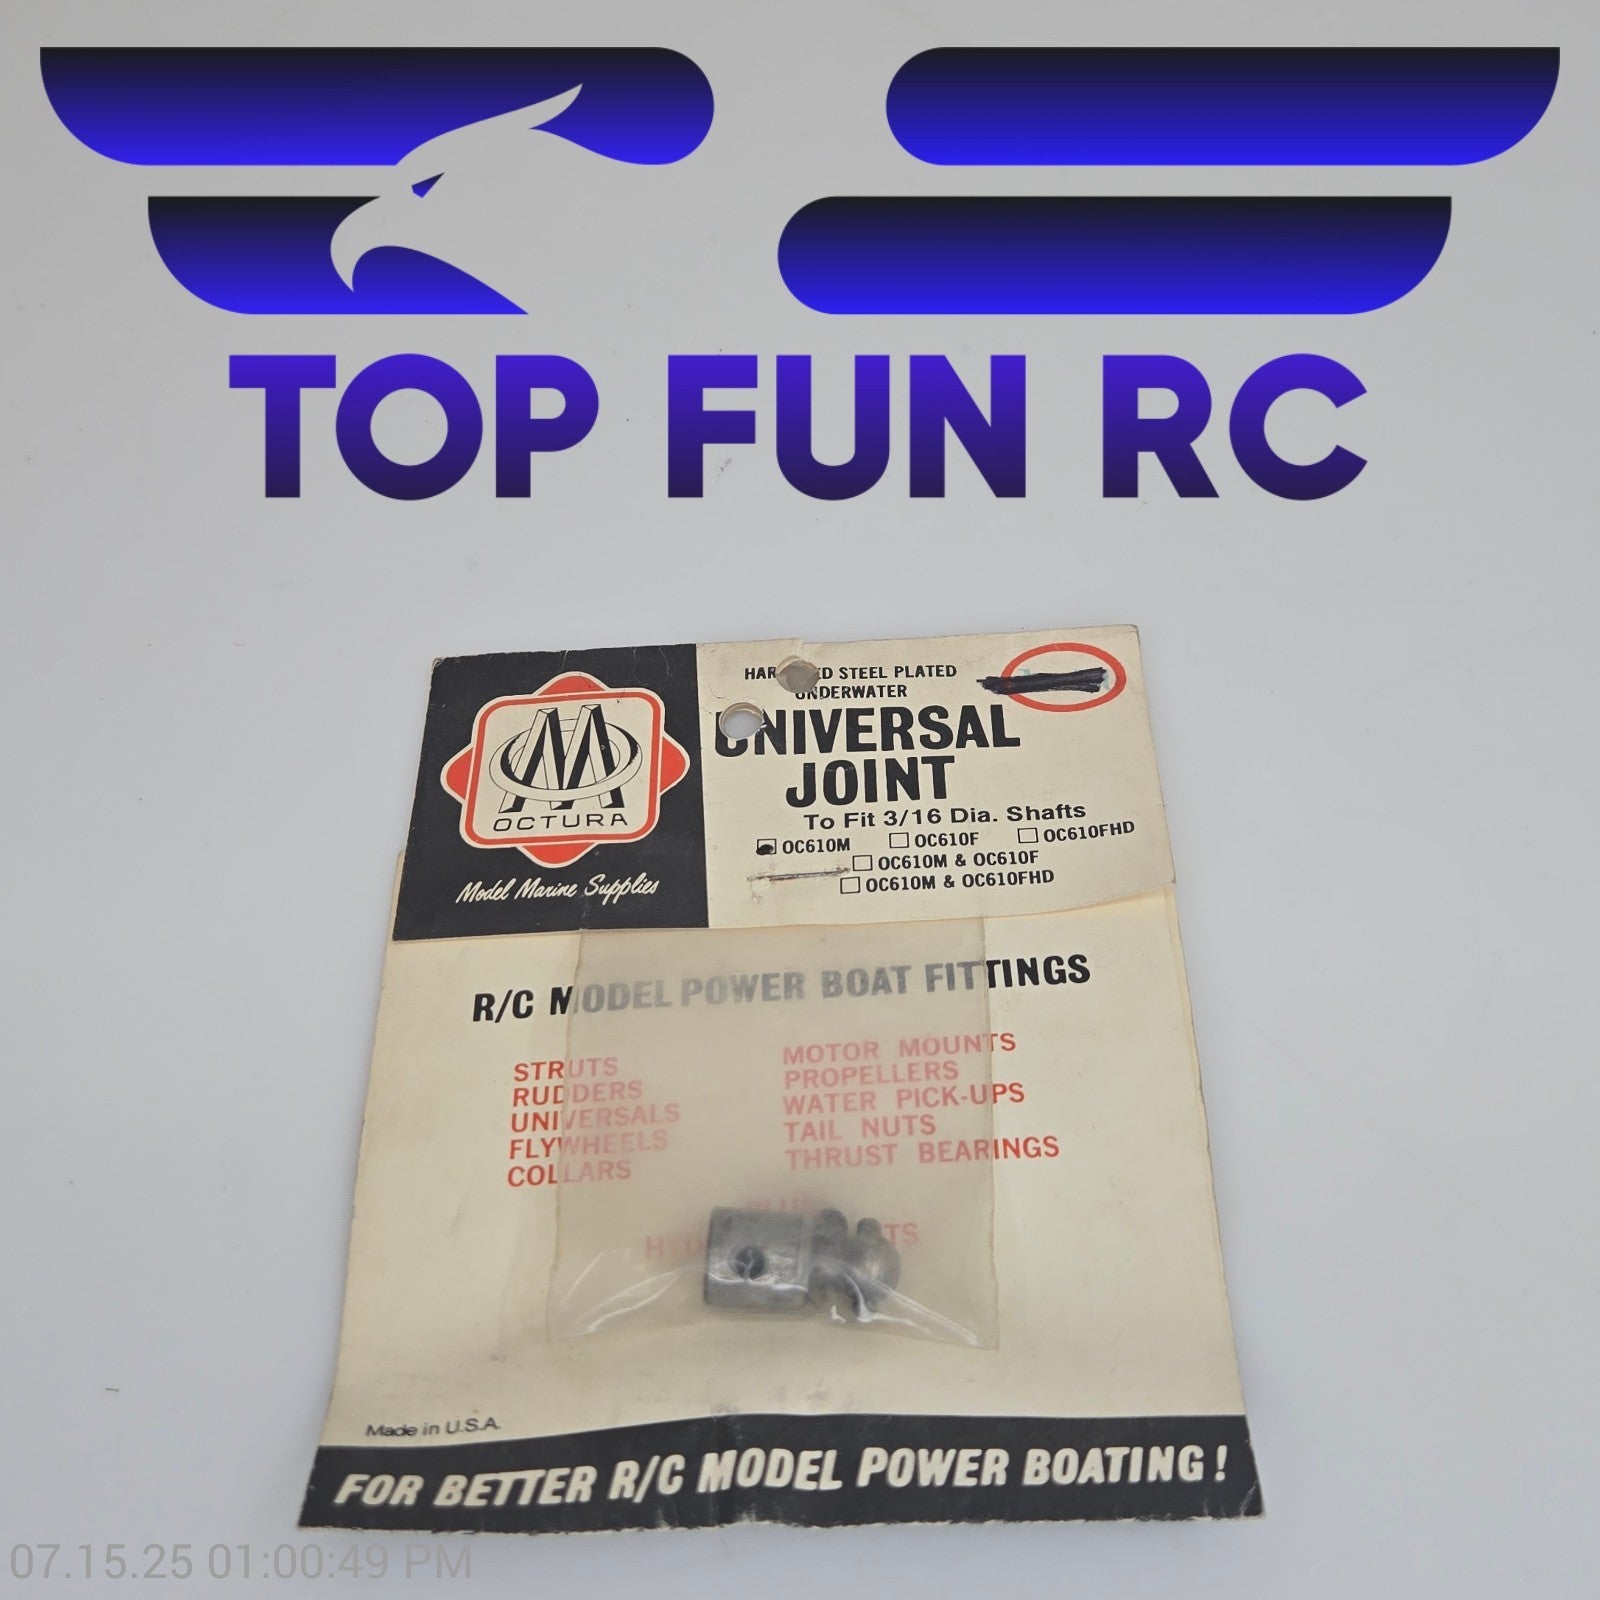 TOP FUN RC
OCTURA
Model Marine Supplies
STEEL PLATED
UNDERWATER
UNIVERSAL
JOINT
To Fit 3/16 Dia. Shafts
OC610M OC610F OC610FHD
OC610M & OC610F
OC610M & OC610FHD
R/C MODEL POWER BOAT FITTINGS
STRUTS
RUDDERS
UNIVERSALS
FLYWHEELS
COLLARS
MOTOR MOUNTS
PROPELLERS
WATER PICK-UPS
TAIL NUTS
THRUST BEARINGS
Made in U.S.A.
FOR BETTER R/C MODEL POWER BOATING!
07.15.25 01:00:49 PM